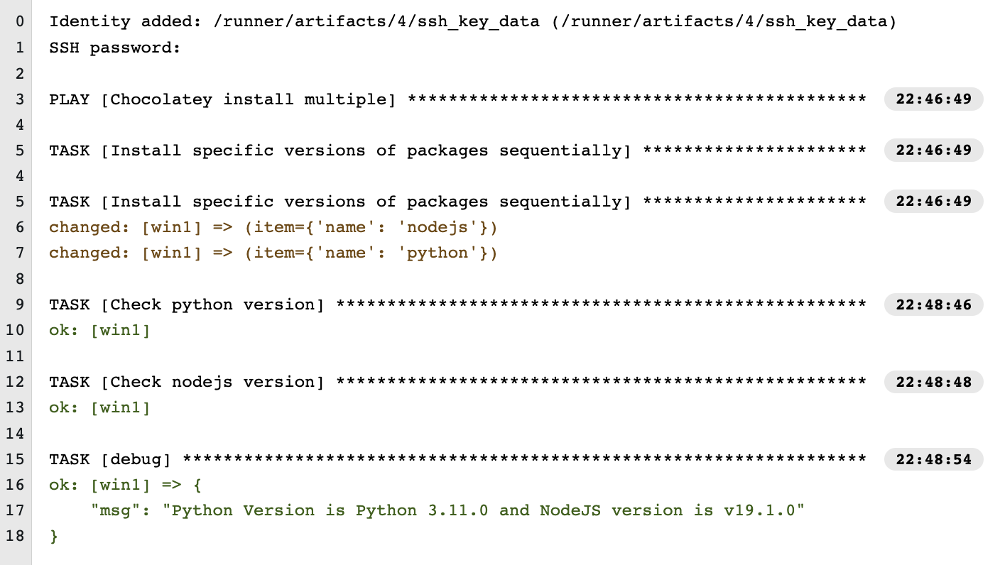 0 Identity added: /runner/artifacts/4/ssh_key_data (/runner/artifacts/4/ssh_key_data)
1 SSH password:
2
3 PLAY [Chocolatey install multiple] ********************************************* 22:46:49
4
5 TASK [Install specific versions of packages sequentially] ********************** 22:46:49
4
5 TASK [Install specific versions of packages sequentially] ********************** 22:46:49
6 changed: [win1] => (item={'name': 'nodejs'})
7 changed: [win1] => (item={'name': 'python'})
8
9 TASK [Check python version] **************************************************** 22:48:46
10 ok: [win1]
11
12 TASK [Check nodejs version] **************************************************** 22:48:48
13 ok: [win1]
14
15 TASK [debug] ******************************************************************* 22:48:54
16 ok: [win1] => {
17     "msg": "Python Version is Python 3.11.0 and NodeJS version is v19.1.0"
18 }